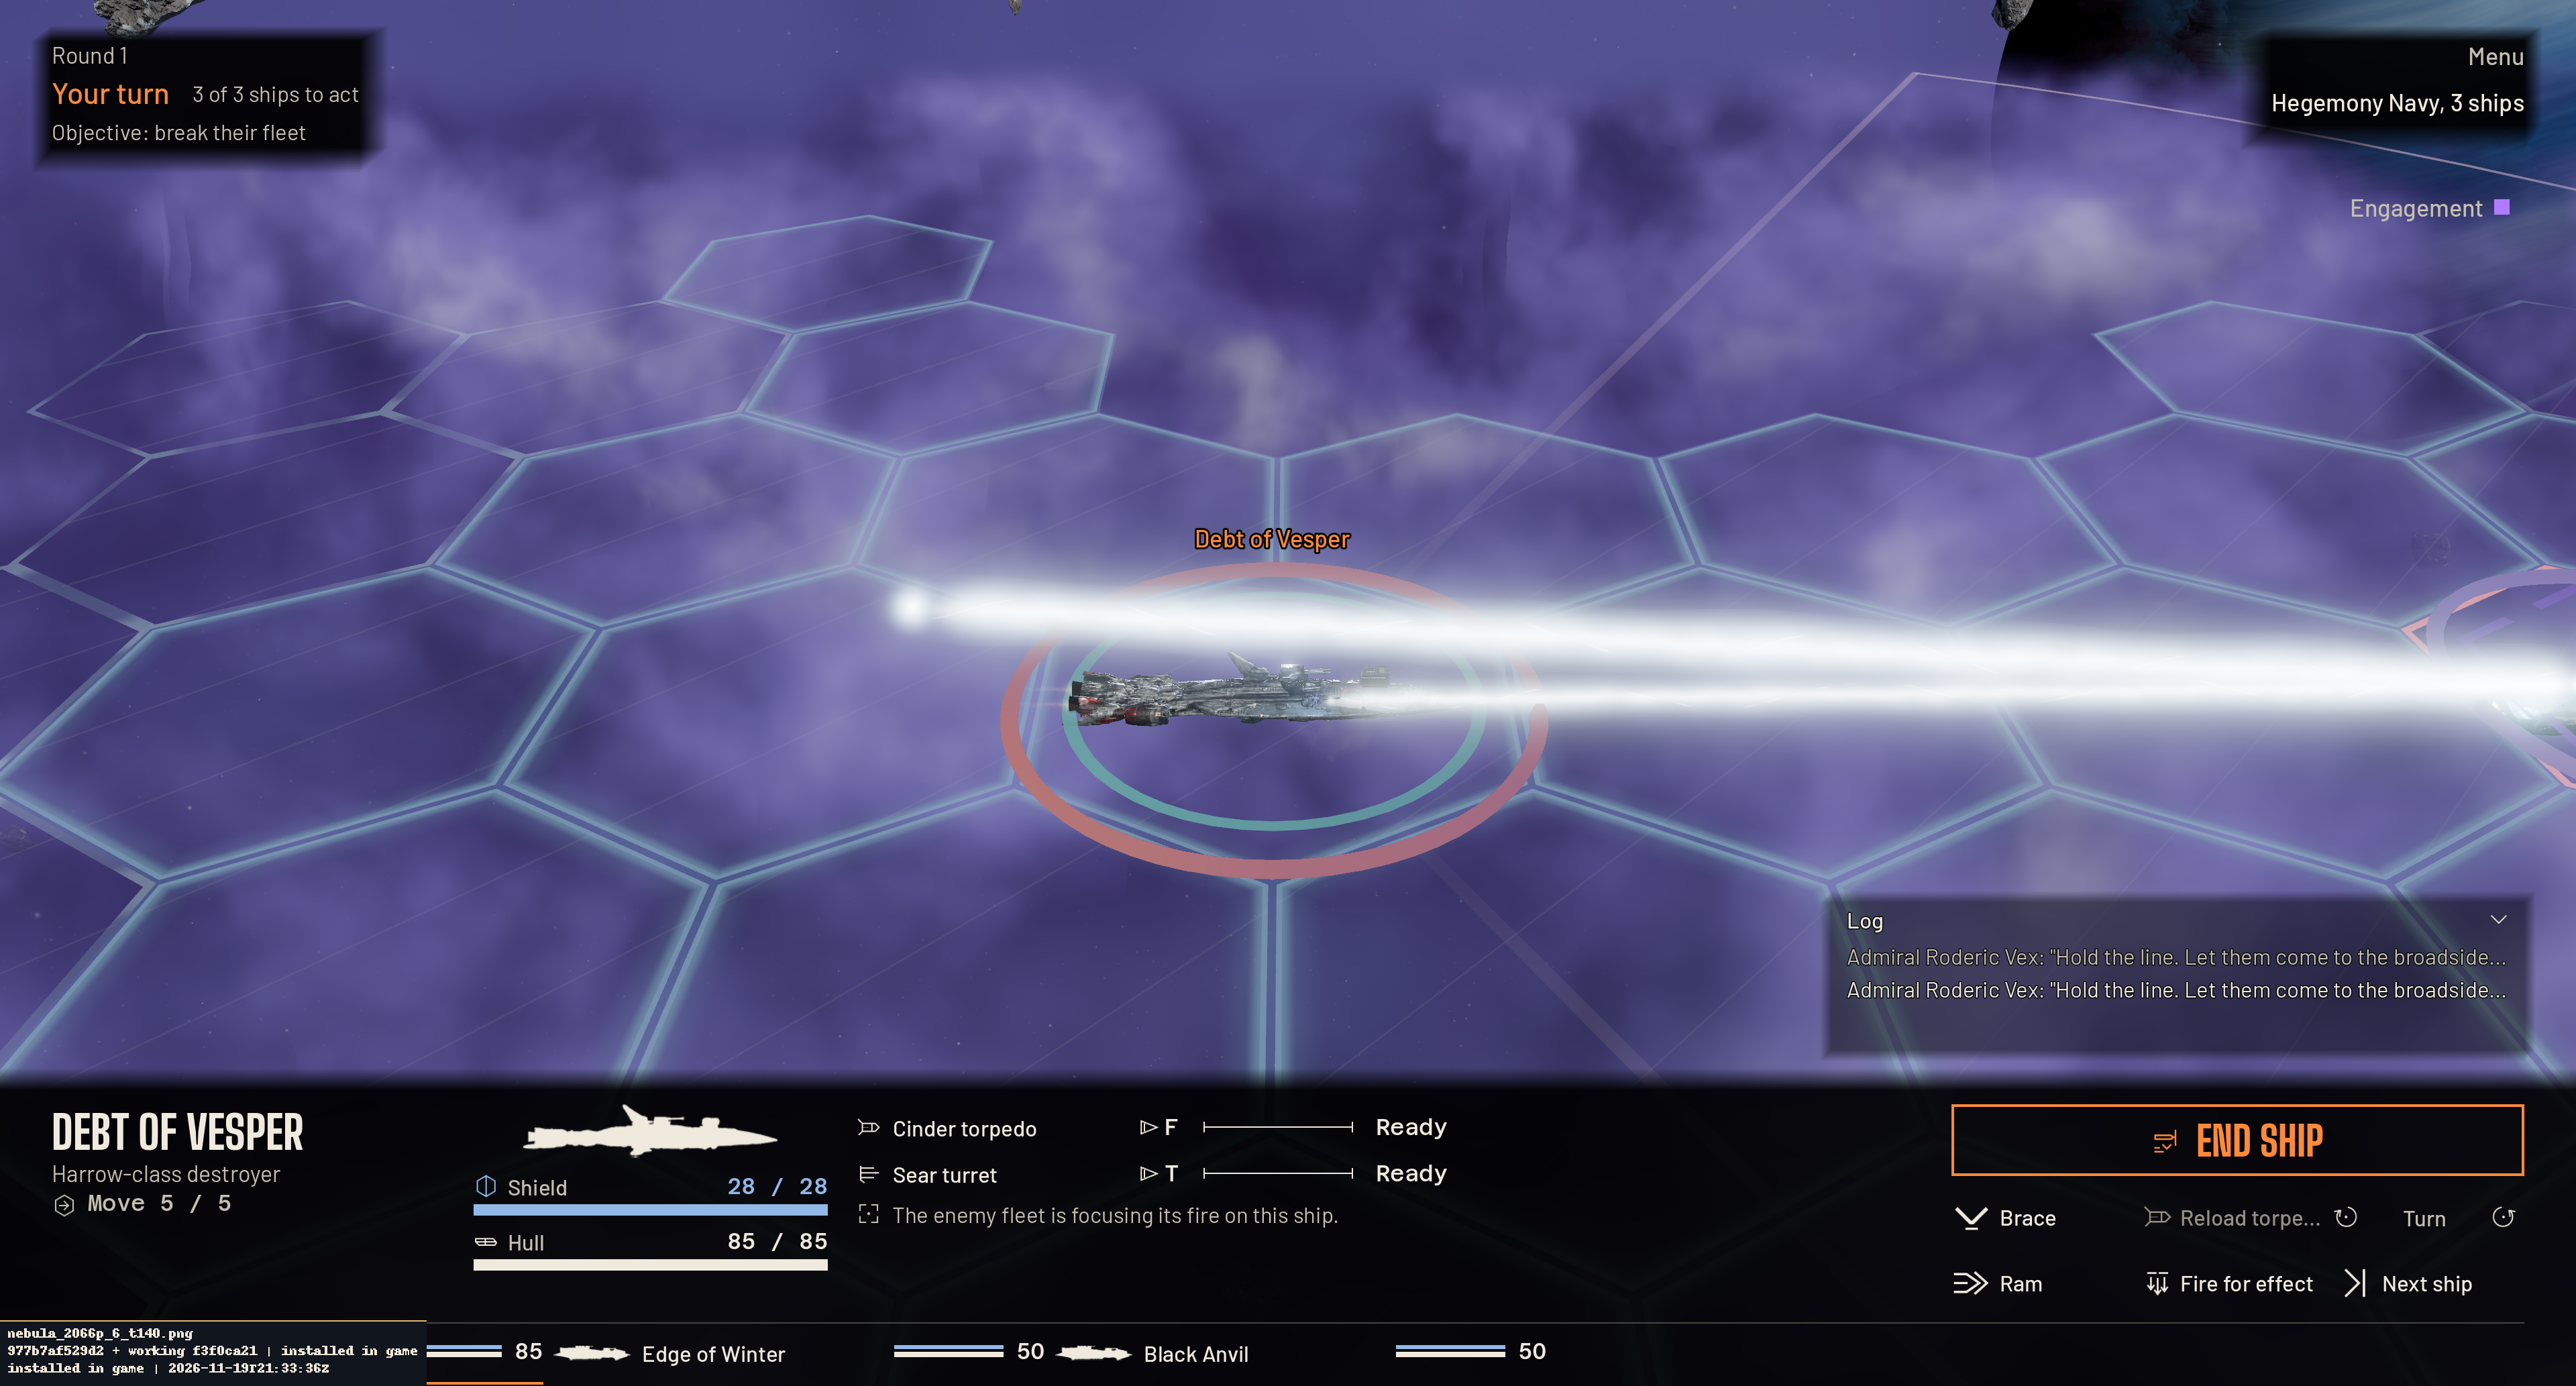 Round 1
Your turn 3 of 3 ships to act
Objective: break their fleet
Menu
Hegemony Navy, 3 ships
Engagement
Debt of Vesper
Log
Admiral Roderic Vex: "Hold the line. Let them come to the broadside...
Admiral Roderic Vex: "Hold the line. Let them come to the broadside...
DEBT OF VESPER
Harrow-class destroyer
Move 5 / 5
Shield 28 / 28
Hull 85 / 85
Cinder torpedo F Ready
Sear turret T Ready
The enemy fleet is focusing its fire on this ship.
END SHIP
Brace Reload torpe... Turn
Ram Fire for effect Next ship
85 Edge of Winter 50 Black Anvil 50
nebula_2066p_6_t140.png
977b7af529d2 + working f3f0ca21 | installed in game
installed in game | 2026-11-19T21:33:36Z